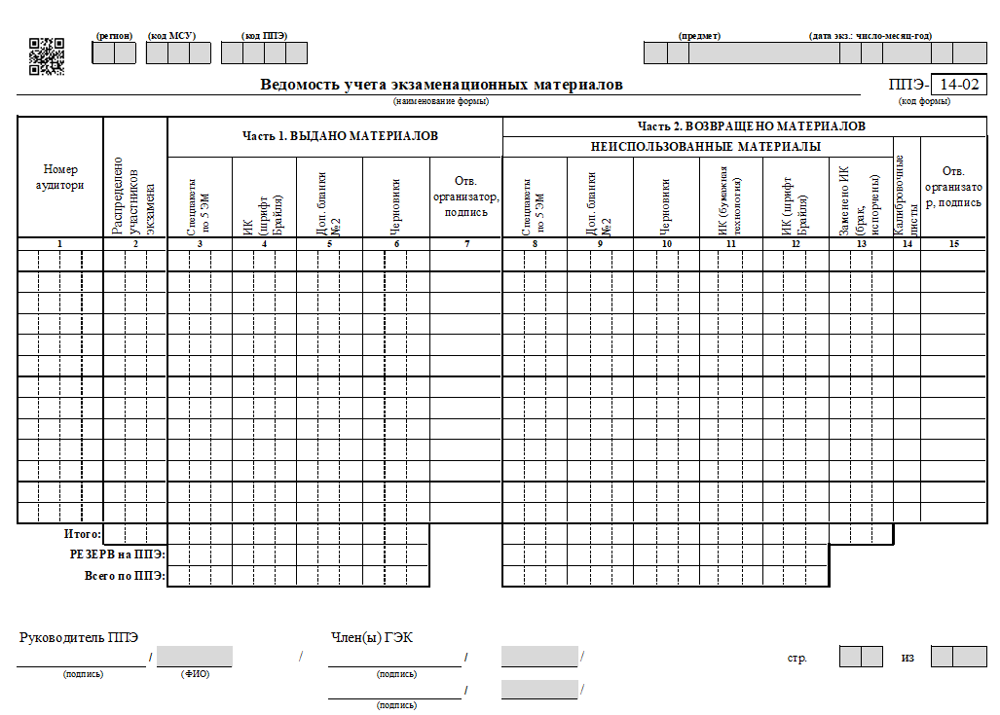 (регион) (код МСУ) (код ППЭ) (предмет) (дата экз.: число-месяц-год)
Ведомость учета экзаменационных материалов ППЭ- 14-02
(наименование формы) (код формы)
Номер
аудитори
Распределено
участников
экзамена
Часть 1. ВЫДАНО МАТЕРИАЛОВ
Спецпакеты
по 5 ЭМ
ИК
(шрифт
Брайля)
Доп. бланки
№2
Черновики
Отв.
организатор,
подпись
Часть 2. ВОЗВРАЩЕНО МАТЕРИАЛОВ
НЕИСПОЛЬЗОВАННЫЕ МАТЕРИАЛЫ
Спецпакеты
по 5 ЭМ
Доп. бланки
№2
Черновики
ИК (бумажная
технология)
ИК (шрифт
Брайля)
Заменено ИК
(брак,
испорчены)
Калибровочные
листы
Отв.
организато
р, подпись
1 2 3 4 5 6 7 8 9 10 11 12 13 14 15
Итого:
РЕЗЕРВ на ППЭ:
Всего по ППЭ:
Руководитель ППЭ Член(ы) ГЭК
/ / / / стр. из
(подпись) (ФИО) (подпись)
/ /
(подпись)